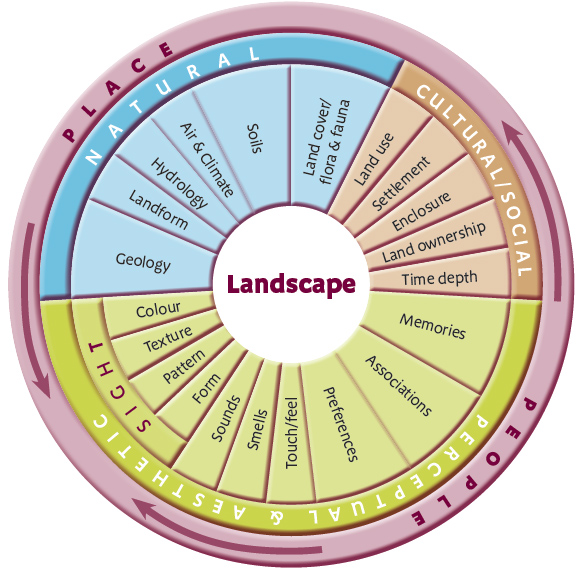 PLACE
NATURAL
Geology
Landform
Hydrology
Air & Climate
Soils
Land cover/
flora & fauna
CULTURAL/SOCIAL
Land use
Settlement
Enclosure
Land ownership
Time depth
Landscape
PEOPLE
PERCEPTUAL & AESTHETIC
Memories
Associations
Preferences
Touch/feel
Smells
Sounds
SIGHT
Form
Pattern
Texture
Colour